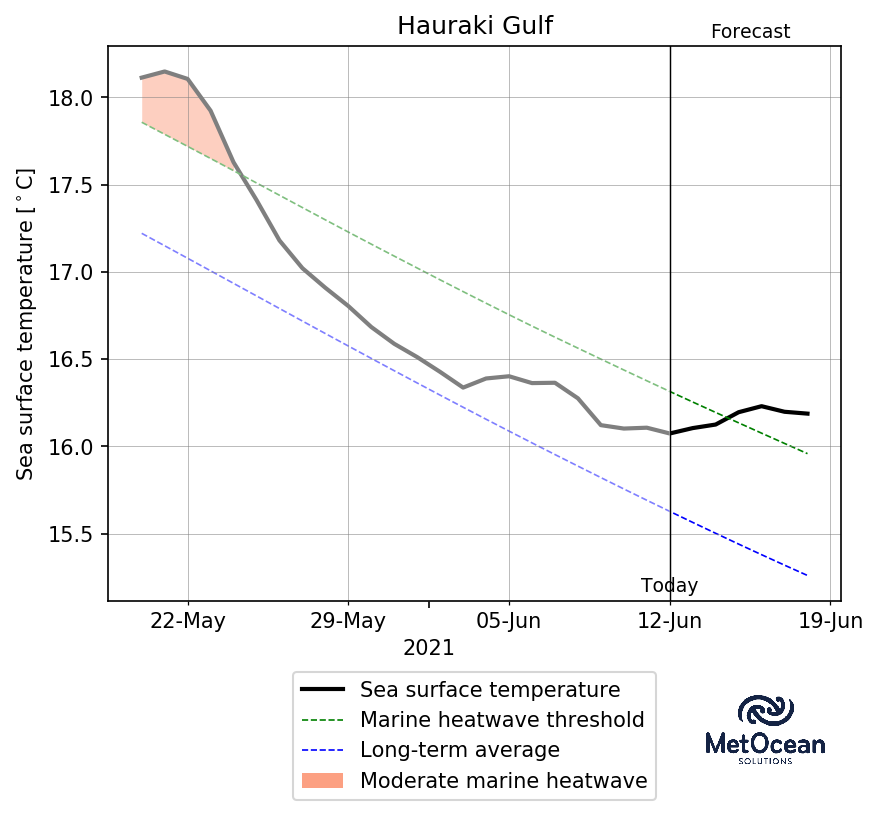 Hauraki Gulf
Forecast
Sea surface temperature [°C]
18.0
17.5
17.0
16.5
16.0
15.5
Today
22-May
29-May
05-Jun
12-Jun
19-Jun
2021
Sea surface temperature
Marine heatwave threshold
Long-term average
Moderate marine heatwave
MetOcean
SOLUTIONS